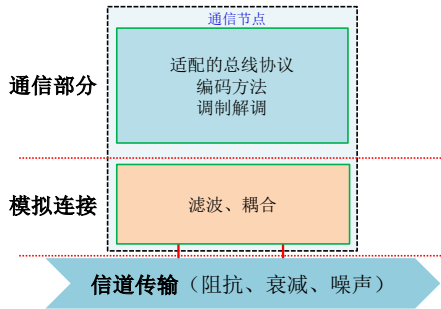 通信节点
通信部分
适配的总线协议
编码方法
调制解调
模拟连接
滤波、耦合
信道传输（阻抗、衰减、噪声）